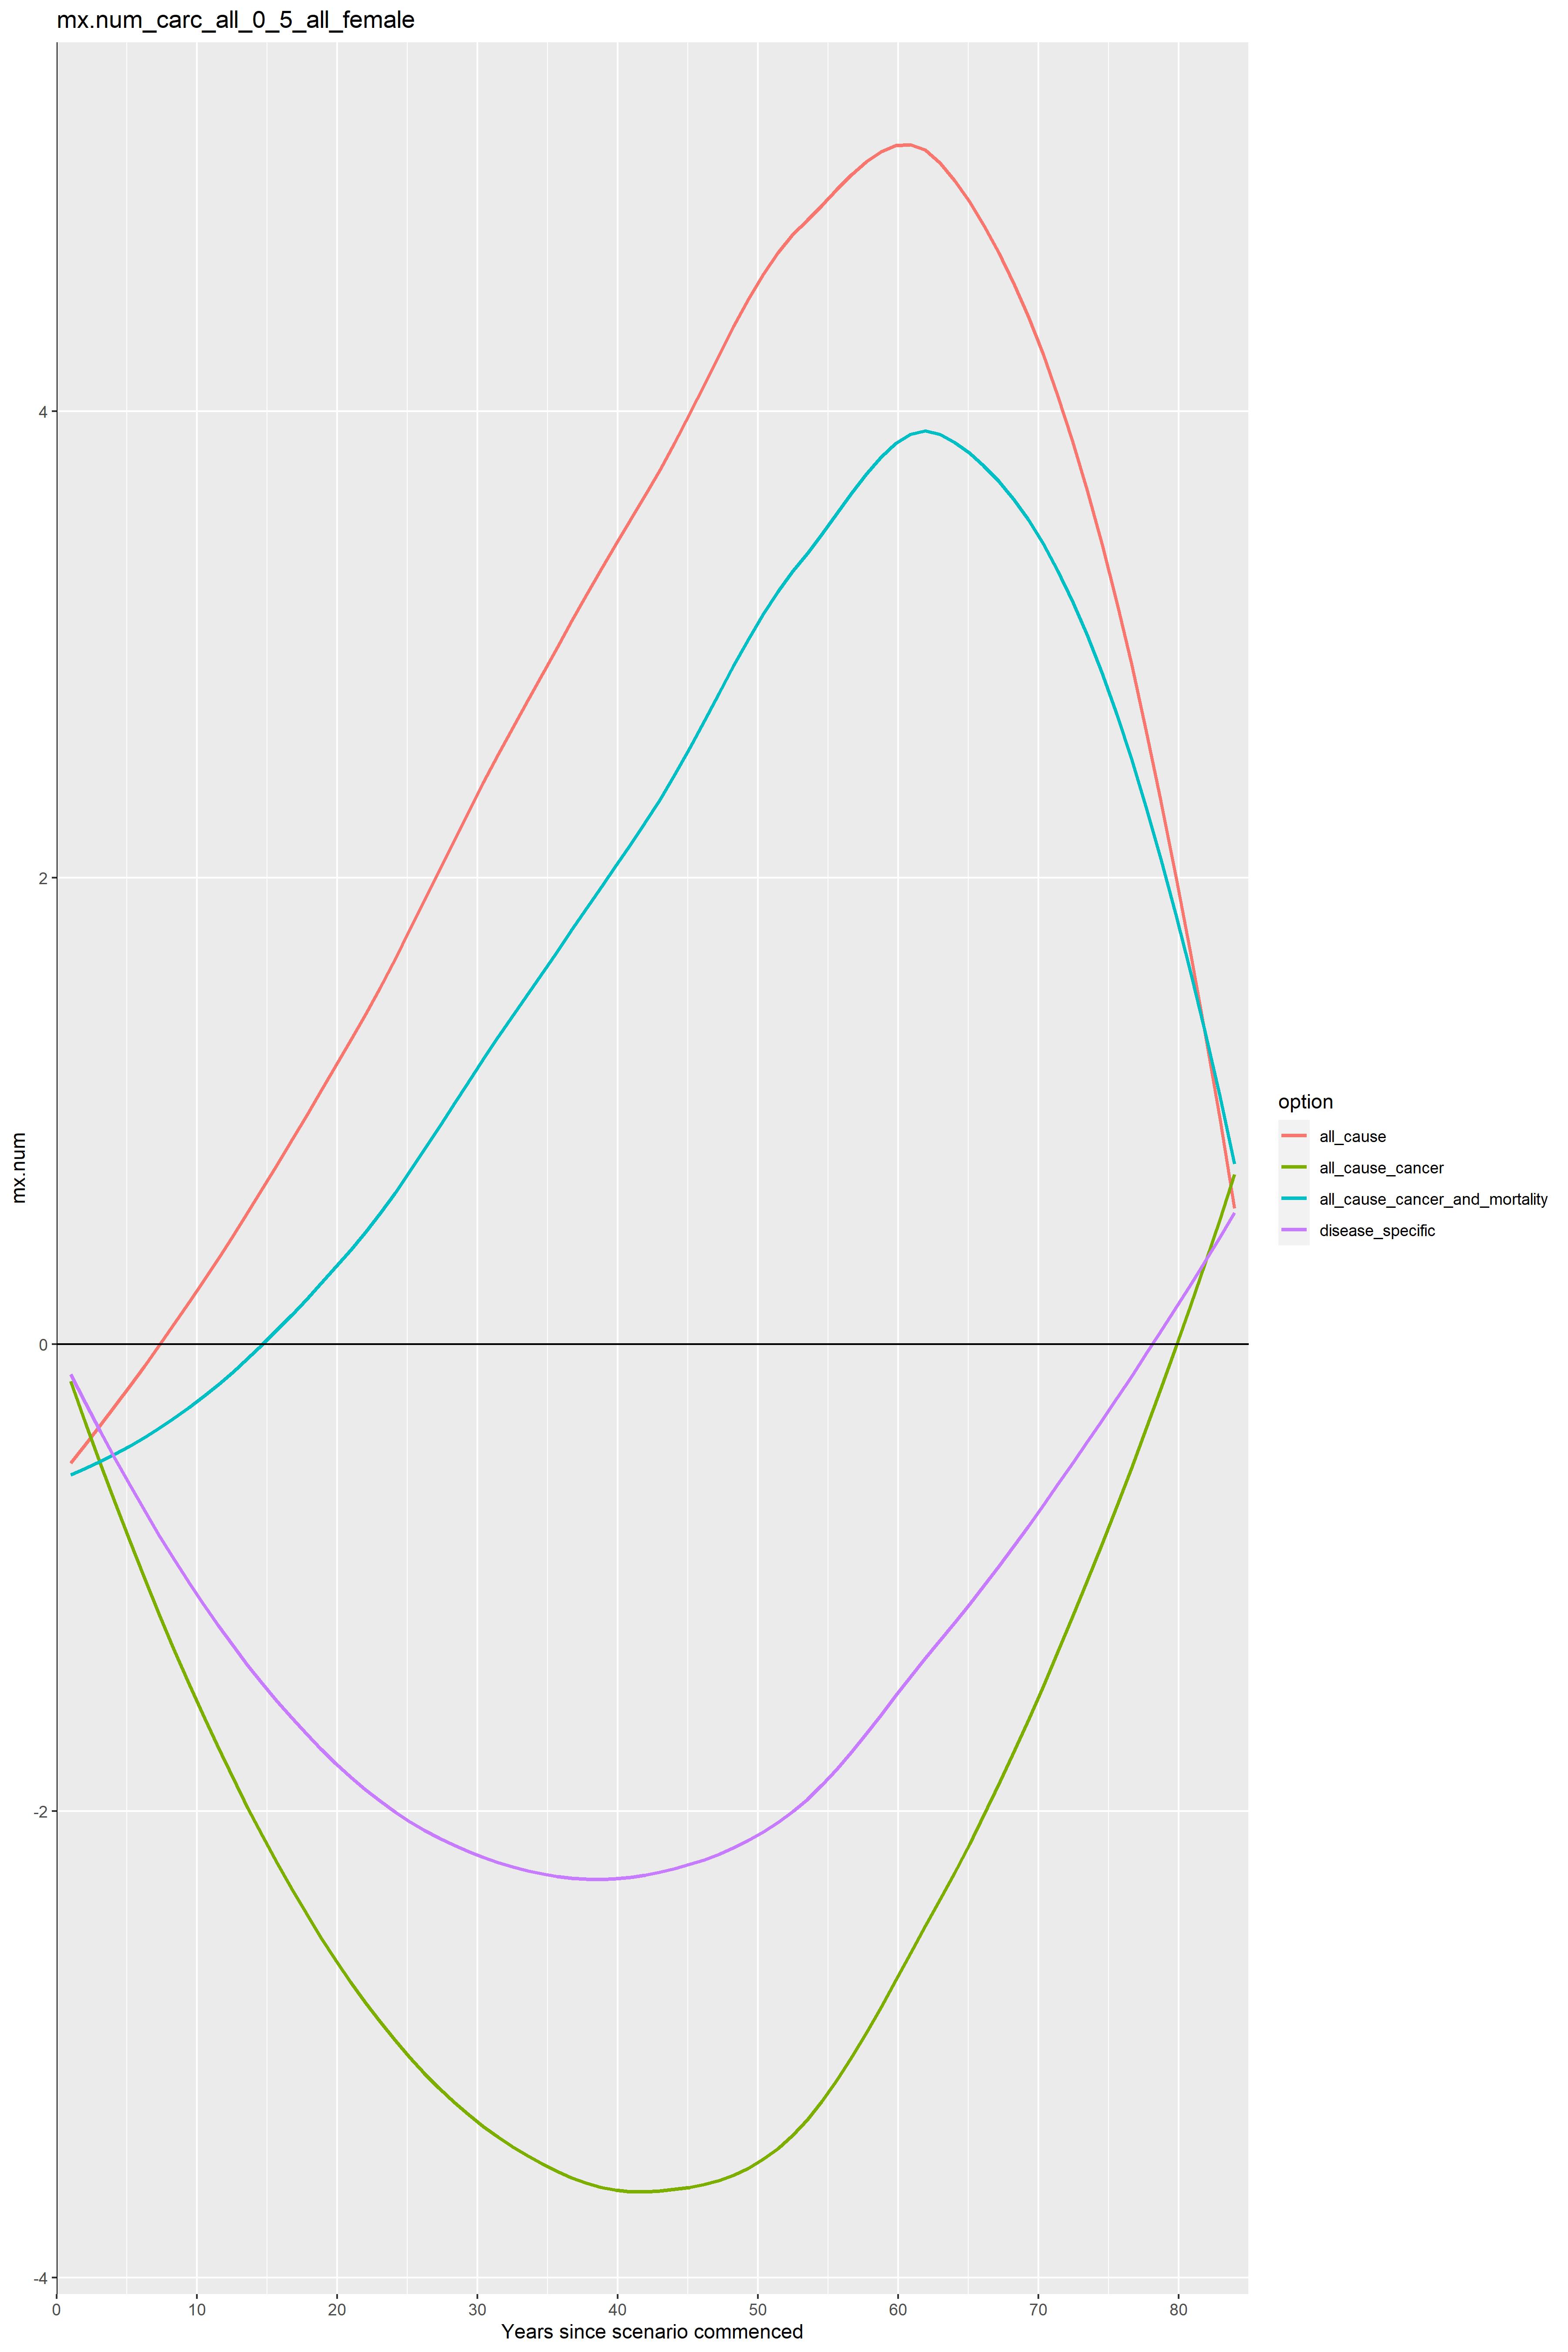 mx.num_carc_all_0_5_all_female
mx.num
4
2
0
-2
-4
0 10 20 30 40 50 60 70 80
Years since scenario commenced
option
all_cause
all_cause_cancer
all_cause_cancer_and_mortality
disease_specific